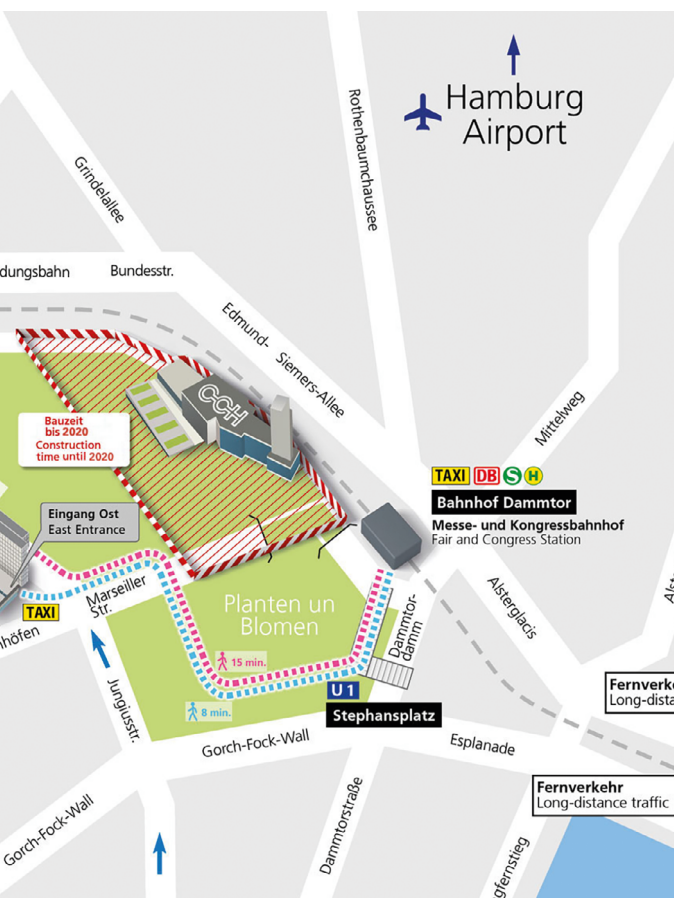 Hamburg
Airport
Rothenbaumchaussee
Grindelallee
dungsbahn
Bundesstr.
Edmund- Siemers-Allee
CCH
Mittelweg
Bauzeit
bis 2020
Construction
time until 2020
TAXI DB S H
Bahnhof Dammtor
Messe- und Kongressbahnhof
Fair and Congress Station
Eingang Ost
East Entrance
TAXI
Marseiller
Str.
Planten un
Blomen
Dammtor-
damm
Alsterglacis
Alst
lhöfen
15 min.
8 min.
U1
Stephansplatz
Jungiusstr.
Fernverke
Long-dista
Gorch-Fock-Wall
Esplanade
Fernverkehr
Long-distance traffic
Gorch-Fock-Wall
Dammtorstraße
gfernstieg